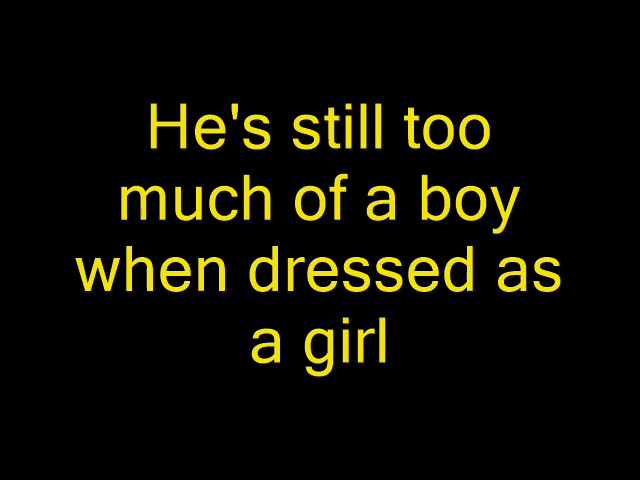 He's still too
much of a boy
when dressed as
a girl